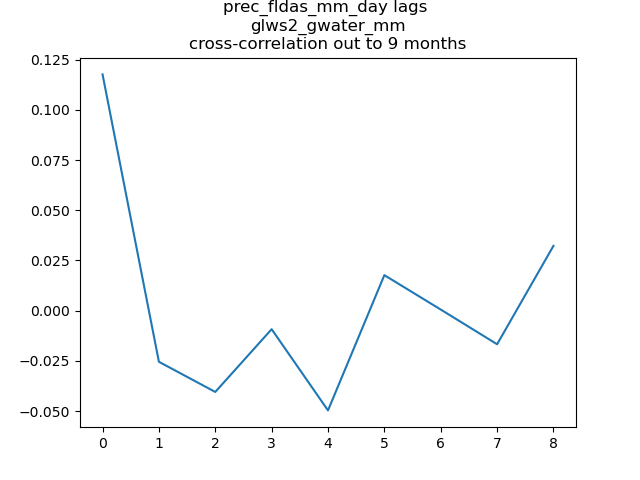 prec_fldas_mm_day lags
glws2_gwater_mm
cross-correlation out to 9 months
0.125
0.100
0.075
0.050
0.025
0.000
−0.025
−0.050
0 1 2 3 4 5 6 7 8